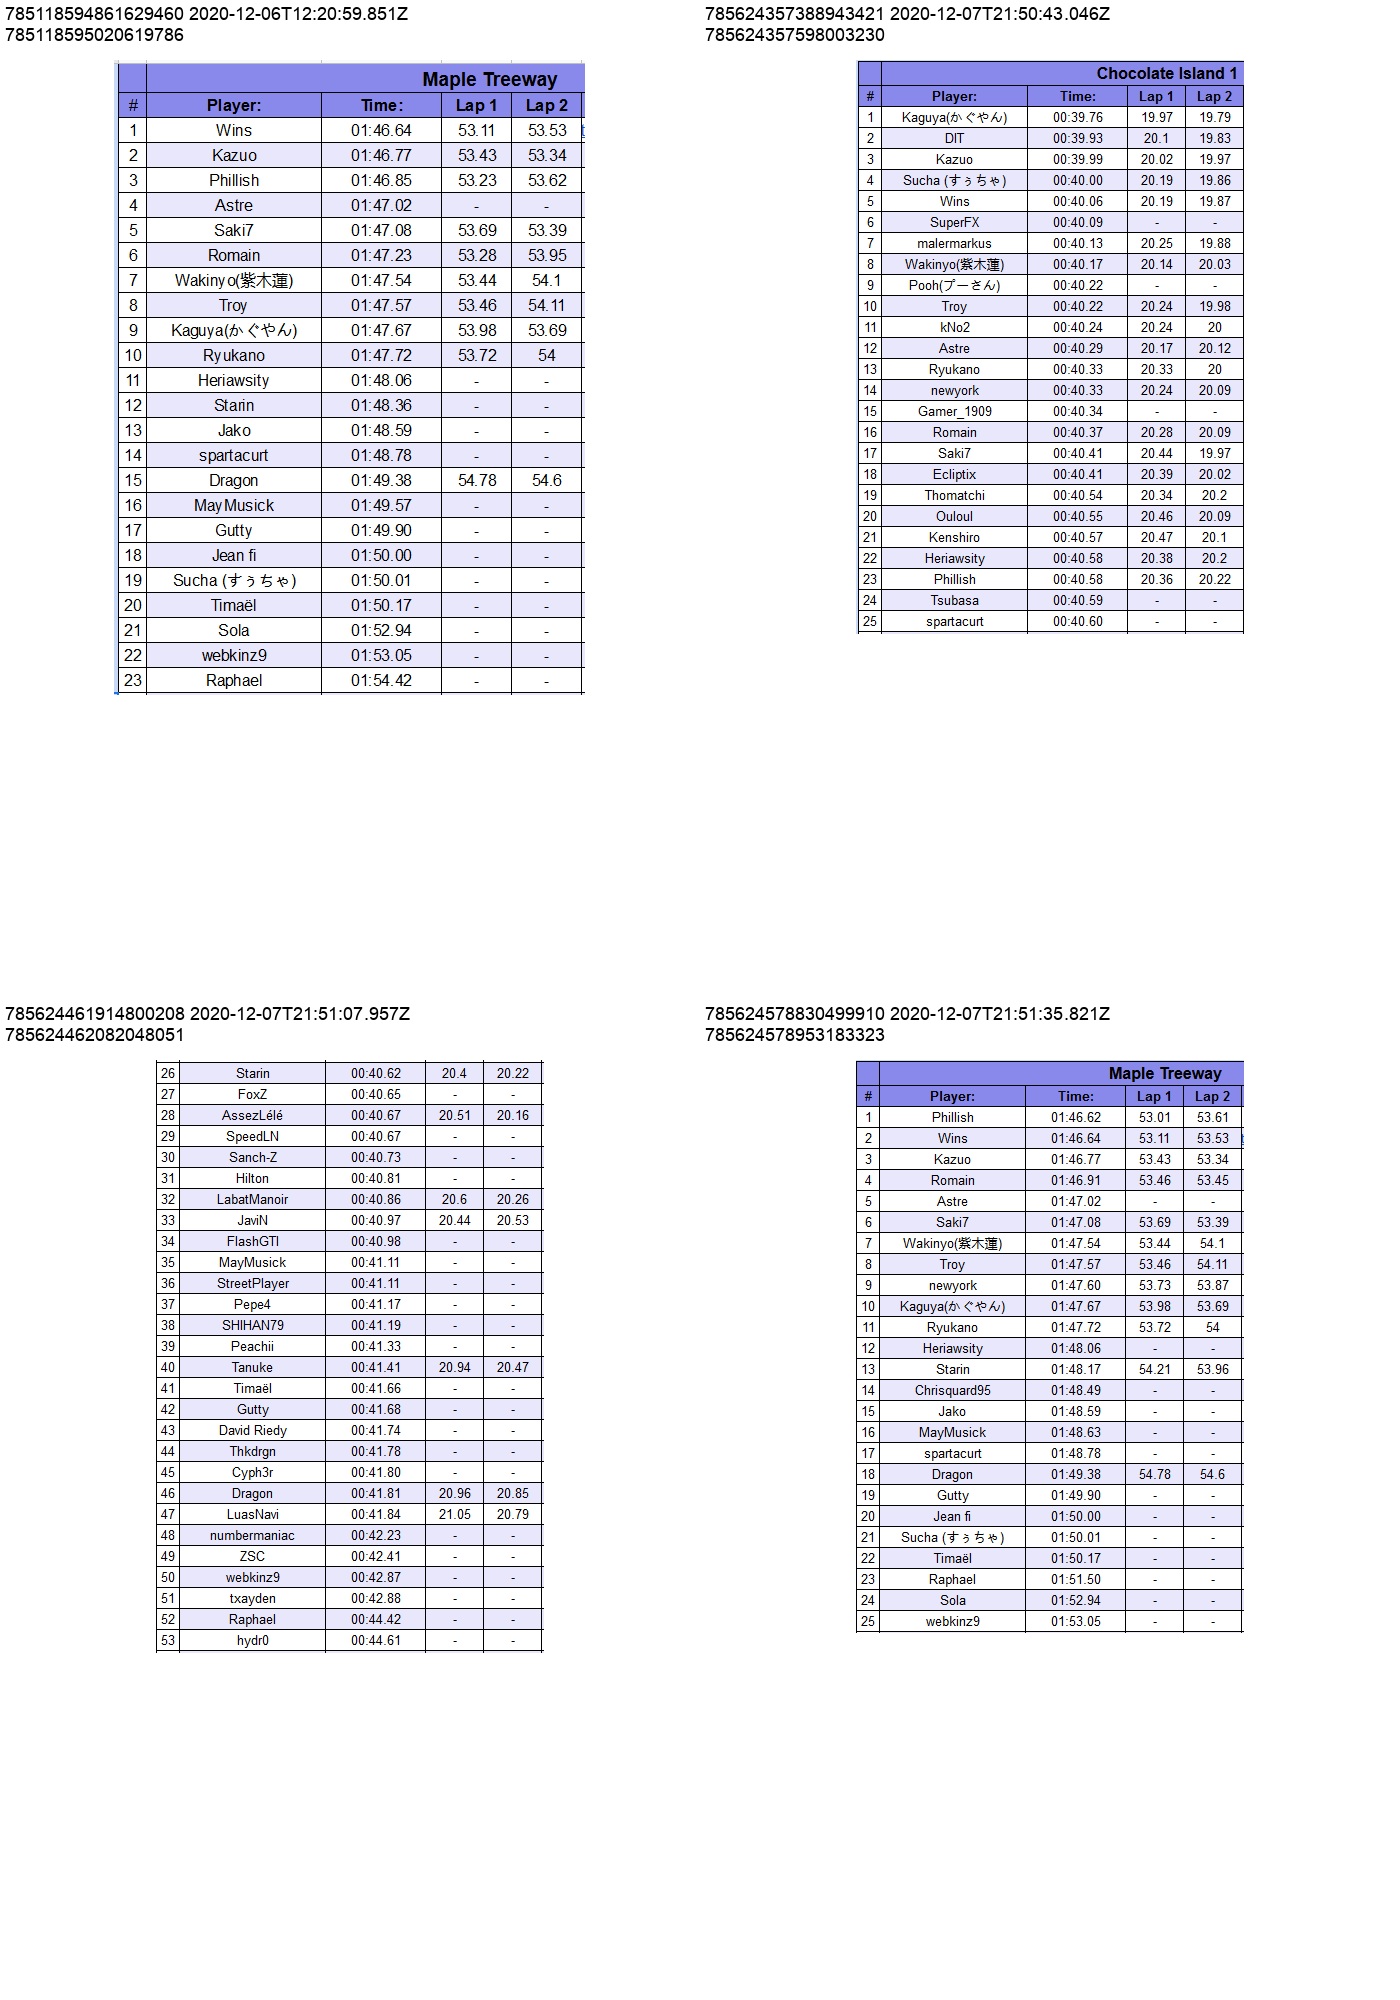 785118594861629460 2020-12-06T12:20:59.851Z
785118595020619786
Maple Treeway
# Player: Time: Lap 1 Lap 2
1 Wins 01:46.64 53.11 53.53
2 Kazuo 01:46.77 53.43 53.34
3 Phillish 01:46.85 53.23 53.62
4 Astre 01:47.02 - -
5 Saki7 01:47.08 53.69 53.39
6 Romain 01:47.23 53.28 53.95
7 Wakinyo(紫木蓮) 01:47.54 53.44 54.1
8 Troy 01:47.57 53.46 54.11
9 Kaguya(かぐやん) 01:47.67 53.98 53.69
10 Ryukano 01:47.72 53.72 54
11 Heriawsity 01:48.06 - -
12 Starin 01:48.36 - -
13 Jako 01:48.59 - -
14 spartacurt 01:48.78 - -
15 Dragon 01:49.38 54.78 54.6
16 MayMusick 01:49.57 - -
17 Gutty 01:49.90 - -
18 Jean fi 01:50.00 - -
19 Sucha (すぅちゃ) 01:50.01 - -
20 Timaël 01:50.17 - -
21 Sola 01:52.94 - -
22 webkinz9 01:53.05 - -
23 Raphael 01:54.42 - -
785624357388943421 2020-12-07T21:50:43.046Z
785624357598003230
Chocolate Island 1
# Player: Time: Lap 1 Lap 2
1 Kaguya(かぐやん) 00:39.76 19.97 19.79
2 DIT 00:39.93 20.1 19.83
3 Kazuo 00:39.99 20.02 19.97
4 Sucha (すぅちゃ) 00:40.00 20.19 19.86
5 Wins 00:40.06 20.19 19.87
6 SuperFX 00:40.09 - -
7 malermarkus 00:40.13 20.25 19.88
8 Wakinyo(紫木蓮) 00:40.17 20.14 20.03
9 Pooh(プーさん) 00:40.22 - -
10 Troy 00:40.22 20.24 19.98
11 kNo2 00:40.24 20.24 20
12 Astre 00:40.29 20.17 20.12
13 Ryukano 00:40.33 20.33 20
14 newyork 00:40.33 20.24 20.09
15 Gamer_1909 00:40.34 - -
16 Romain 00:40.37 20.28 20.09
17 Saki7 00:40.41 20.44 19.97
18 Ecliptix 00:40.41 20.39 20.02
19 Thomatchi 00:40.54 20.34 20.2
20 Ouloul 00:40.55 20.46 20.09
21 Kenshiro 00:40.57 20.47 20.1
22 Heriawsity 00:40.58 20.38 20.2
23 Phillish 00:40.58 20.36 20.22
24 Tsubasa 00:40.59 - -
25 spartacurt 00:40.60 - -
785624461914800208 2020-12-07T21:51:07.957Z
785624462082048051
26 Starin 00:40.62 20.4 20.22
27 FoxZ 00:40.65 - -
28 AssezLélé 00:40.67 20.51 20.16
29 SpeedLN 00:40.67 - -
30 Sanch-Z 00:40.73 - -
31 Hilton 00:40.81 - -
32 LabatManoir 00:40.86 20.6 20.26
33 JaviN 00:40.97 20.44 20.53
34 FlashGTI 00:40.98 - -
35 MayMusick 00:41.11 - -
36 StreetPlayer 00:41.11 - -
37 Pepe4 00:41.17 - -
38 SHIHAN79 00:41.19 - -
39 Peachii 00:41.33 - -
40 Tanuke 00:41.41 20.94 20.47
41 Timaël 00:41.66 - -
42 Gutty 00:41.68 - -
43 David Riedy 00:41.74 - -
44 Thkdrgn 00:41.78 - -
45 Cyph3r 00:41.80 - -
46 Dragon 00:41.81 20.96 20.85
47 LuasNavi 00:41.84 21.05 20.79
48 numbermaniac 00:42.23 - -
49 ZSC 00:42.41 - -
50 webkinz9 00:42.87 - -
51 txayden 00:42.88 - -
52 Raphael 00:44.42 - -
53 hydr0 00:44.61 - -
785624578830499910 2020-12-07T21:51:35.821Z
785624578953183323
Maple Treeway
# Player: Time: Lap 1 Lap 2
1 Phillish 01:46.62 53.01 53.61
2 Wins 01:46.64 53.11 53.53
3 Kazuo 01:46.77 53.43 53.34
4 Romain 01:46.91 53.46 53.45
5 Astre 01:47.02 - -
6 Saki7 01:47.08 53.69 53.39
7 Wakinyo(紫木蓮) 01:47.54 53.44 54.1
8 Troy 01:47.57 53.46 54.11
9 newyork 01:47.60 53.73 53.87
10 Kaguya(かぐやん) 01:47.67 53.98 53.69
11 Ryukano 01:47.72 53.72 54
12 Heriawsity 01:48.06 - -
13 Starin 01:48.17 54.21 53.96
14 Chrisquard95 01:48.49 - -
15 Jako 01:48.59 - -
16 MayMusick 01:48.63 - -
17 spartacurt 01:48.78 - -
18 Dragon 01:49.38 54.78 54.6
19 Gutty 01:49.90 - -
20 Jean fi 01:50.00 - -
21 Sucha (すぅちゃ) 01:50.01 - -
22 Timaël 01:50.17 - -
23 Raphael 01:51.50 - -
24 Sola 01:52.94 - -
25 webkinz9 01:53.05 - -